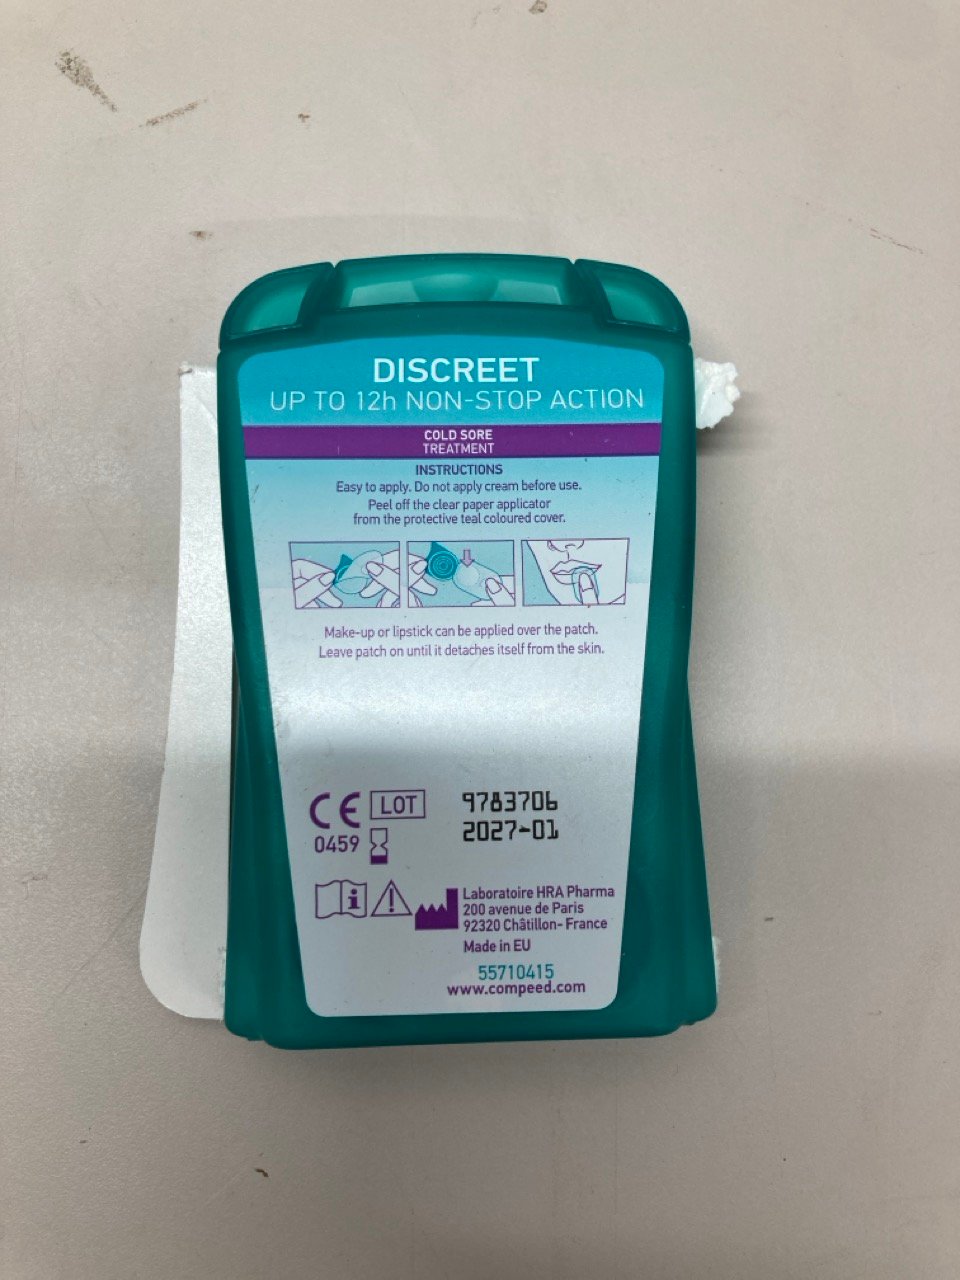 DISCREET
UP TO 12h NON-STOP ACTION
COLD SORE
TREATMENT
INSTRUCTIONS
Easy to apply. Do not apply cream before use.
Peel off the clear paper applicator
from the protective teal coloured cover.
Make-up or lipstick can be applied over the patch.
Leave patch on until it detaches itself from the skin.
CE LOT 9783706
0459 2027-01
Laboratoire HRA Pharma
200 avenue de Paris
92320 Châtillon- France
Made in EU
55710415
www.compeed.com